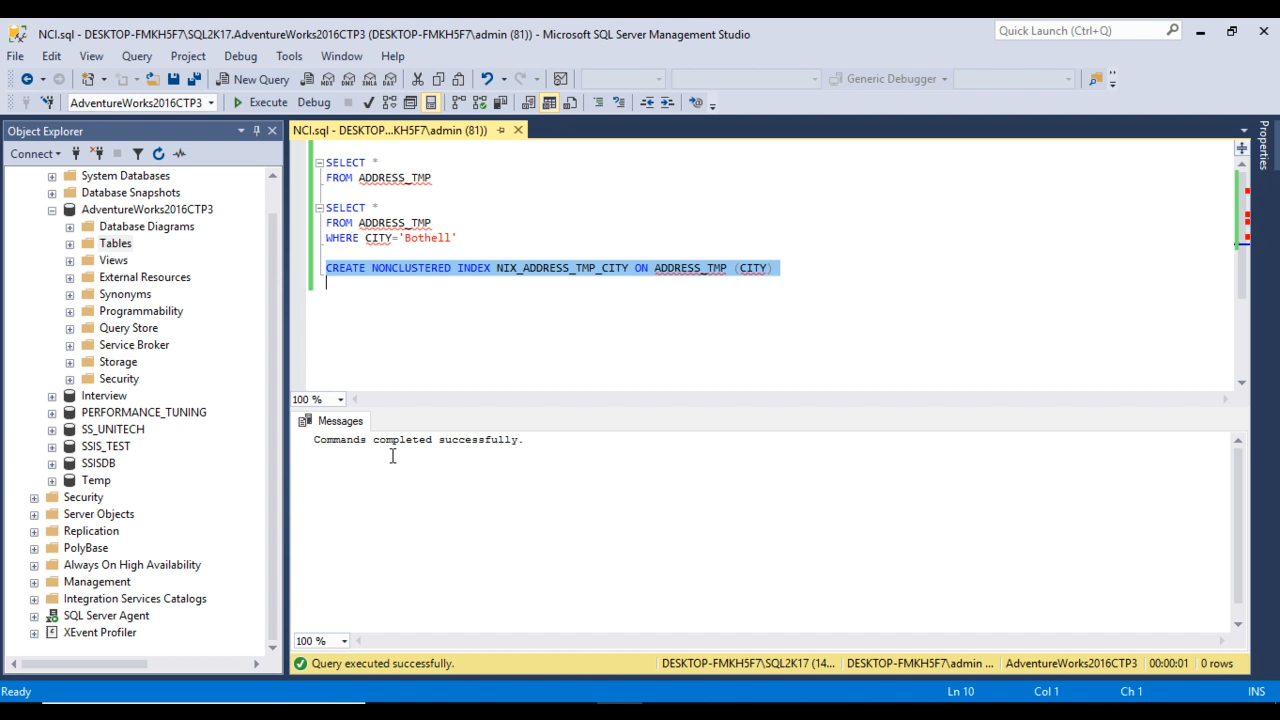 NCI.sql - DESKTOP-FMKH5F7\SQL2K17.AdventureWorks2016CTP3 (DESKTOP-FMKH5F7\admin (81)) - Microsoft SQL Server Management Studio
Quick Launch (Ctrl+Q)
File Edit View Query Project Debug Tools Window Help
New Query MDX DMX XMLA DAX Generic Debugger
AdventureWorks2016CTP3 Execute Debug
Object Explorer
NCI.sql - DESKTOP...KH5F7\admin (81))
Properties
Connect
System Databases
Database Snapshots
AdventureWorks2016CTP3
Database Diagrams
Tables
Views
External Resources
Synonyms
Programmability
Query Store
Service Broker
Storage
Security
Interview
PERFORMANCE_TUNING
SS_UNITECH
SSIS_TEST
SSISDB
Temp
Security
Server Objects
Replication
PolyBase
Always On High Availability
Management
Integration Services Catalogs
SQL Server Agent
XEvent Profiler
SELECT *
FROM ADDRESS_TMP
SELECT *
FROM ADDRESS_TMP
WHERE CITY='Bothell'
CREATE NONCLUSTERED INDEX NIX_ADDRESS_TMP_CITY ON ADDRESS_TMP (CITY)
100 %
Messages
Commands completed successfully.
100 %
Query executed successfully. DESKTOP-FMKH5F7\SQL2K17 (14... DESKTOP-FMKH5F7\admin ... AdventureWorks2016CTP3 00:00:01 0 rows
Ready Ln 10 Col 1 Ch 1 INS